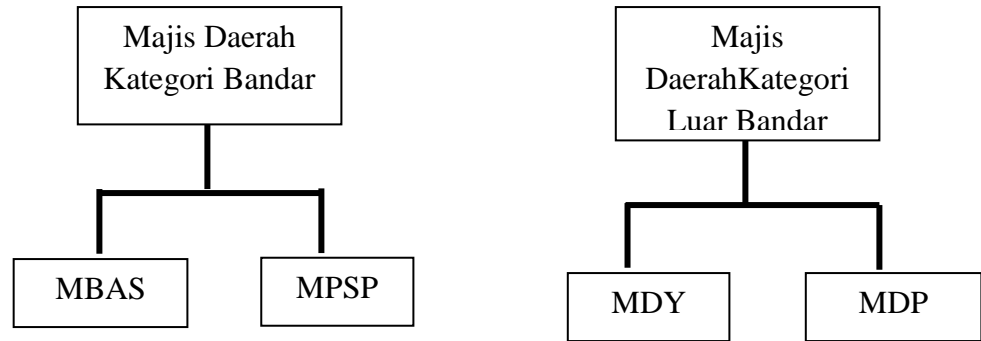 Majis Daerah
Kategori Bandar
Majis
DaerahKategori
Luar Bandar
MBAS
MPSP
MDY
MDP